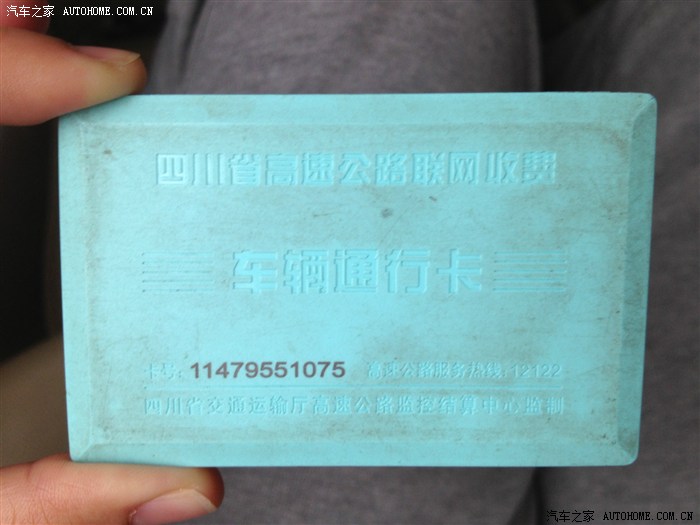 汽车之家 AUTOHOME.COM.CN
四川省高速公路联网收费
车辆通行卡
卡号: 11479551075 高速公路服务热线:12122
四川省交通运输厅高速公路监控结算中心监制
汽车之家 AUTOHOME.COM.CN